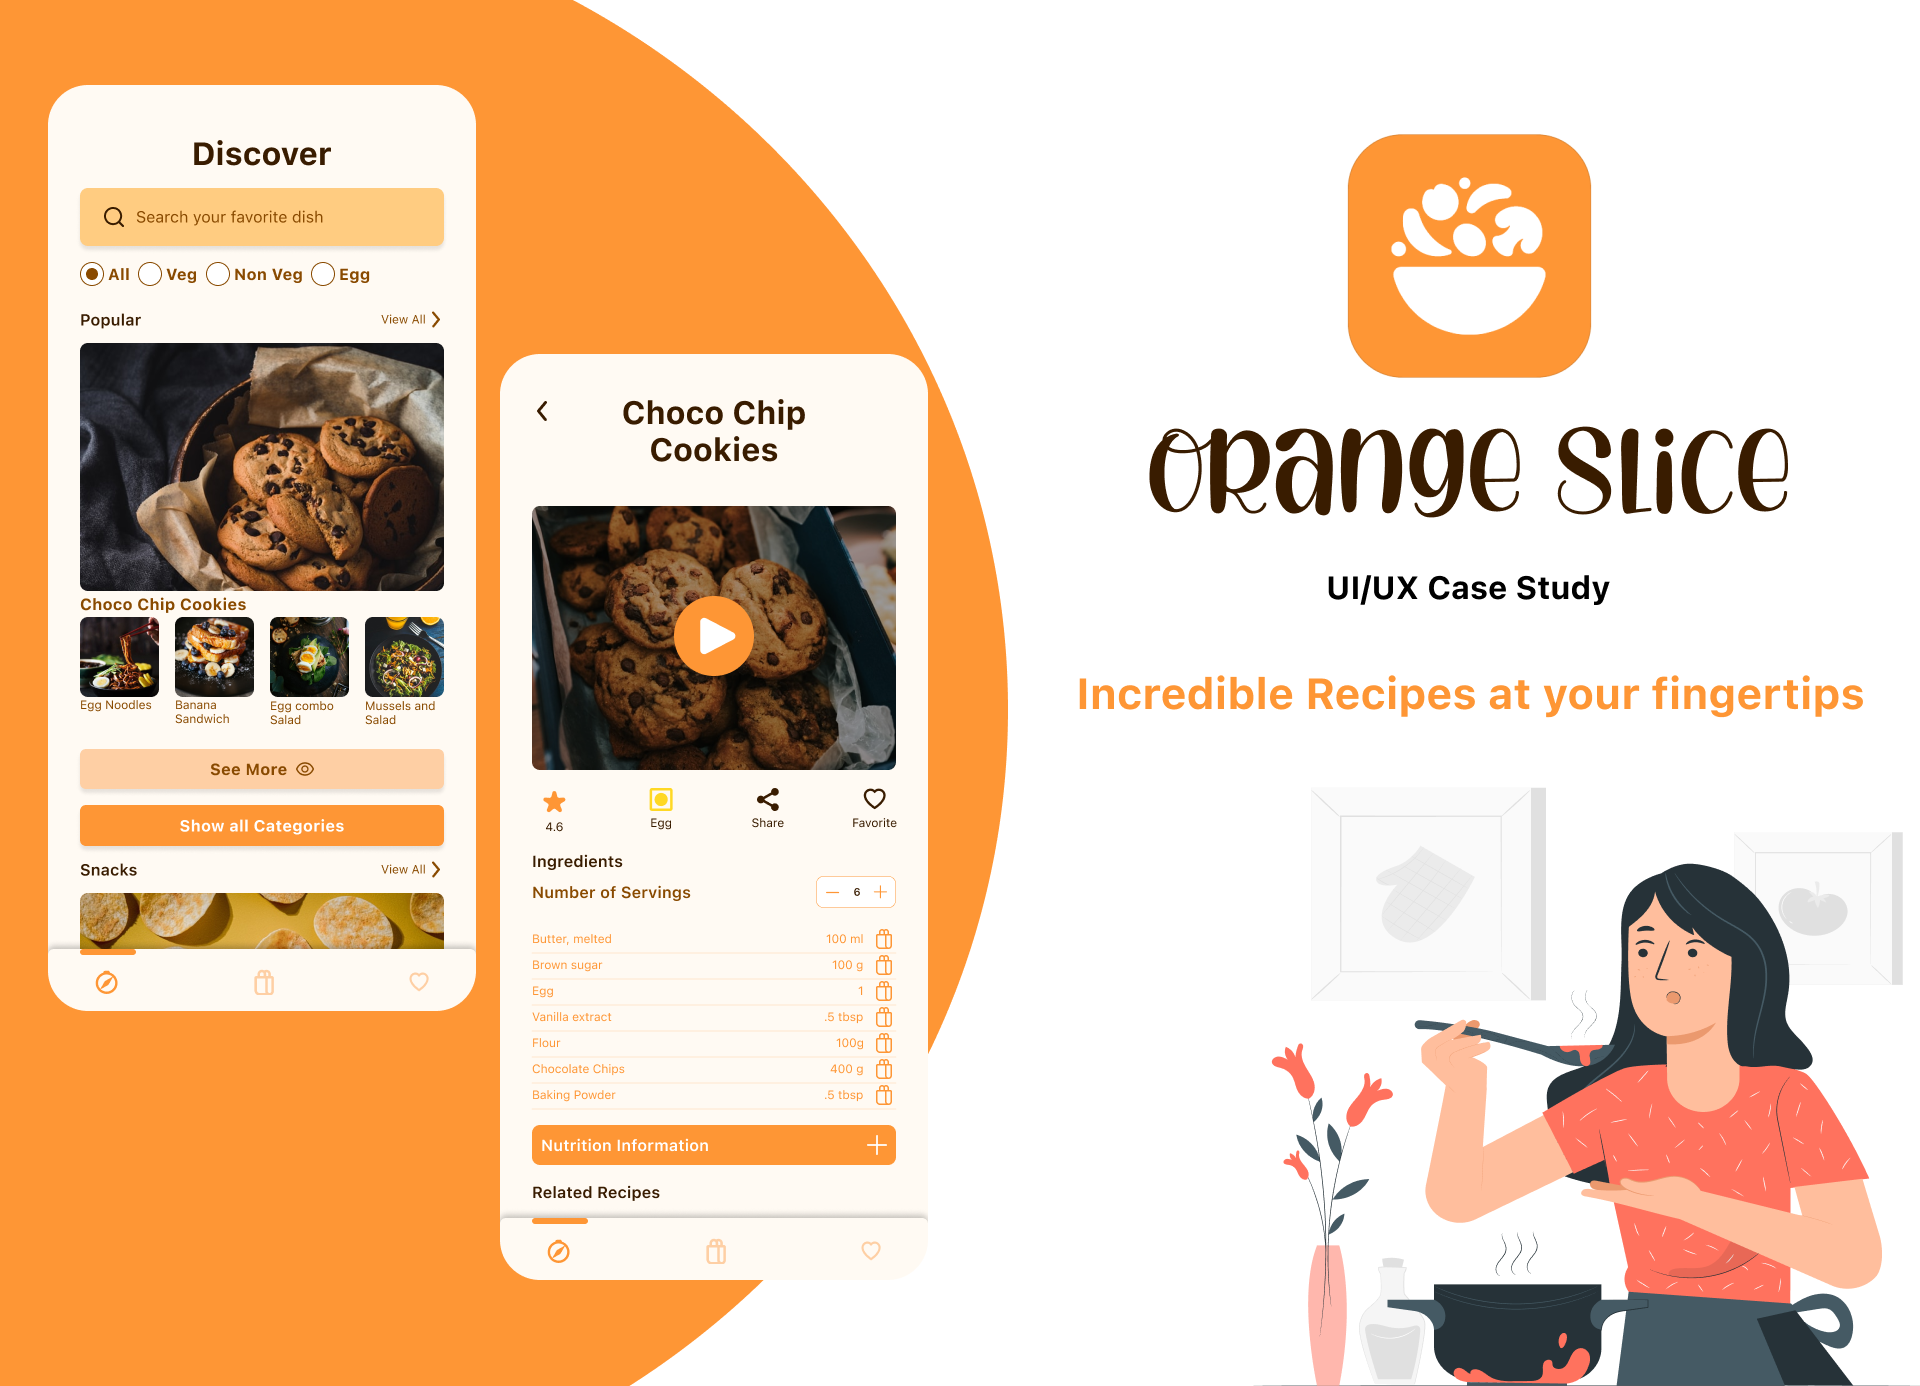 Discover
Search your favorite dish
All Veg Non Veg Egg
Popular View All
Choco Chip Cookies
Egg Noodles
Banana
Sandwich
Egg combo
Salad
Mussels and
Salad
See More
Show all Categories
Snacks View All
Choco Chip
Cookies
4.6 Egg Share Favorite
Ingredients
Number of Servings 6
Butter, melted 100 ml
Brown sugar 100 g
Egg 1
Vanilla extract .5 tbsp
Flour 100g
Chocolate Chips 400 g
Baking Powder .5 tbsp
Nutrition Information
Related Recipes
Orange Slice
UI/UX Case Study
Incredible Recipes at your fingertips